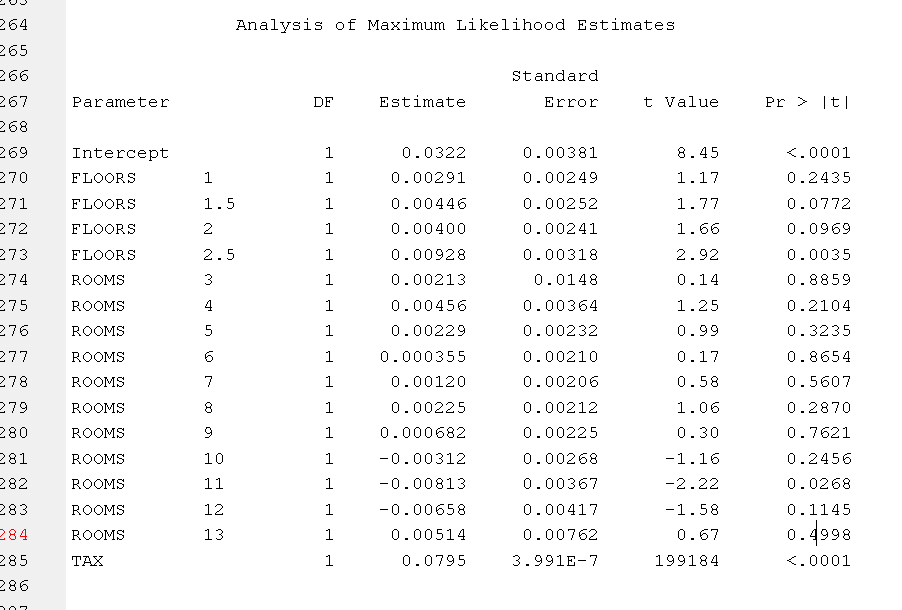 263
264 Analysis of Maximum Likelihood Estimates
265
266 Standard
267 Parameter DF Estimate Error t Value Pr > |t|
268
269 Intercept 1 0.0322 0.00381 8.45 <.0001
270 FLOORS 1 1 0.00291 0.00249 1.17 0.2435
271 FLOORS 1.5 1 0.00446 0.00252 1.77 0.0772
272 FLOORS 2 1 0.00400 0.00241 1.66 0.0969
273 FLOORS 2.5 1 0.00928 0.00318 2.92 0.0035
274 ROOMS 3 1 0.00213 0.0148 0.14 0.8859
275 ROOMS 4 1 0.00456 0.00364 1.25 0.2104
276 ROOMS 5 1 0.00229 0.00232 0.99 0.3235
277 ROOMS 6 1 0.000355 0.00210 0.17 0.8654
278 ROOMS 7 1 0.00120 0.00206 0.58 0.5607
279 ROOMS 8 1 0.00225 0.00212 1.06 0.2870
280 ROOMS 9 1 0.000682 0.00225 0.30 0.7621
281 ROOMS 10 1 -0.00312 0.00268 -1.16 0.2456
282 ROOMS 11 1 -0.00813 0.00367 -2.22 0.0268
283 ROOMS 12 1 -0.00658 0.00417 -1.58 0.1145
284 ROOMS 13 1 0.00514 0.00762 0.67 0.4998
285 TAX 1 0.0795 3.991E-7 199184 <.0001
286
287